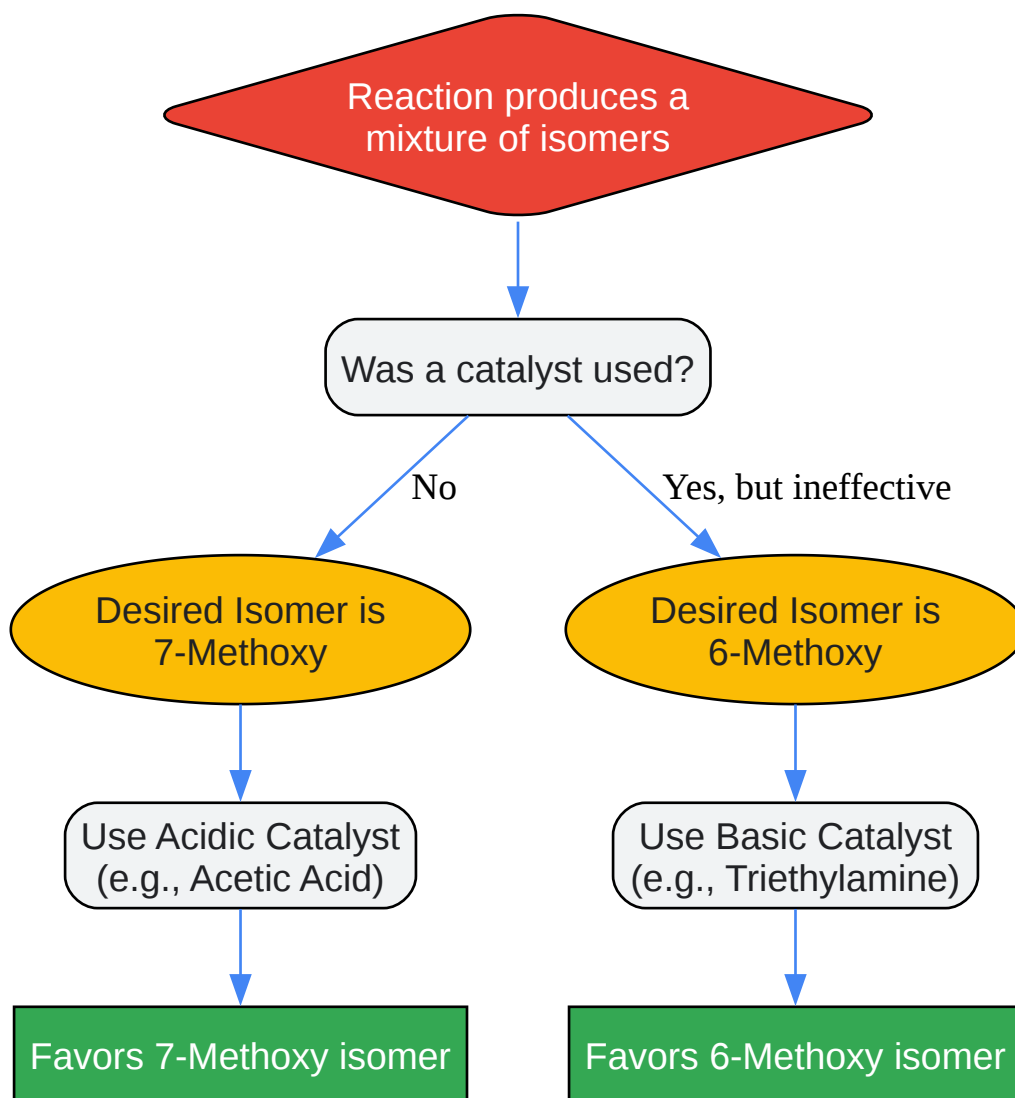 Reaction produces a
mixture of isomers
Was a catalyst used?
No
Yes, but ineffective
Desired Isomer is
7-Methoxy
Desired Isomer is
6-Methoxy
Use Acidic Catalyst
(e.g., Acetic Acid)
Use Basic Catalyst
(e.g., Triethylamine)
Favors 7-Methoxy isomer
Favors 6-Methoxy isomer